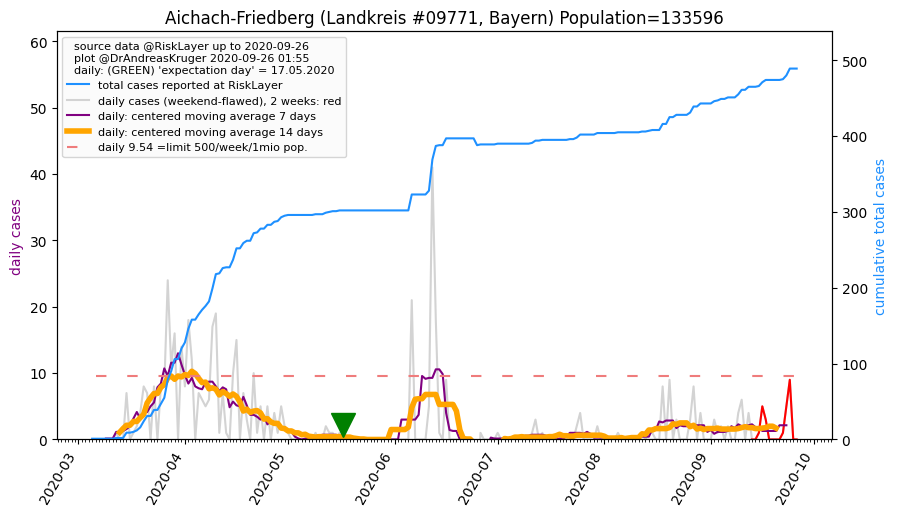 Aichach-Friedberg (Landkreis #09771, Bayern) Population=133596
source data @RiskLayer up to 2020-09-26
plot @DrAndreasKruger 2020-09-26 01:55
daily: (GREEN) 'expectation day' = 17.05.2020
total cases reported at RiskLayer
daily cases (weekend-flawed), 2 weeks: red
daily: centered moving average 7 days
daily: centered moving average 14 days
daily 9.54 =limit 500/week/1mio pop.
daily cases
60
50
40
30
20
10
0
cumulative total cases
500
400
300
200
100
0
2020-03
2020-04
2020-05
2020-06
2020-07
2020-08
2020-09
2020-10